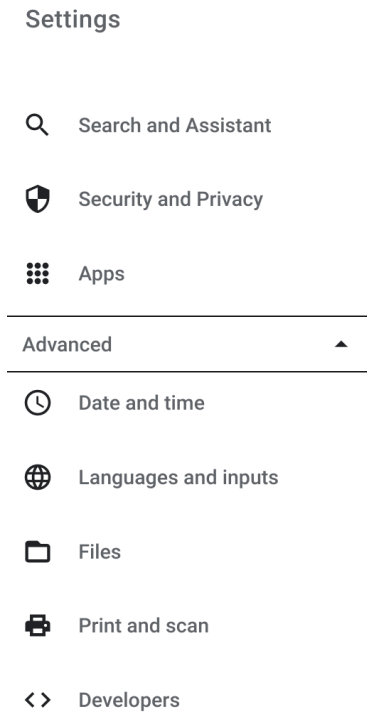 Settings
Search and Assistant
Security and Privacy
Apps
Advanced
Date and time
Languages and inputs
Files
Print and scan
Developers